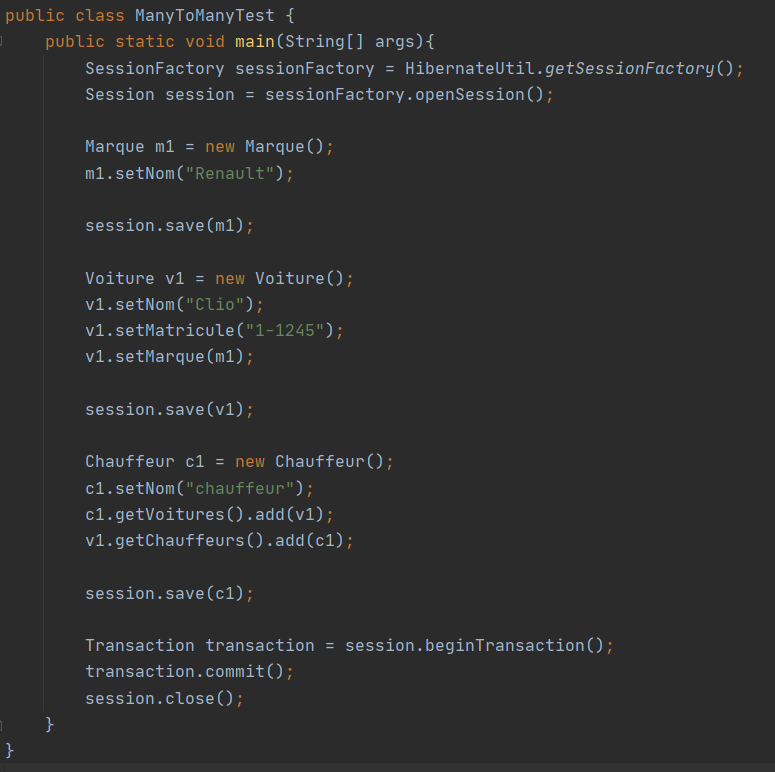 public class ManyToManyTest {
    public static void main(String[] args){
        SessionFactory sessionFactory = HibernateUtil.getSessionFactory();
        Session session = sessionFactory.openSession();

        Marque m1 = new Marque();
        m1.setNom("Renault");

        session.save(m1);

        Voiture v1 = new Voiture();
        v1.setNom("Clio");
        v1.setMatricule("1-1245");
        v1.setMarque(m1);

        session.save(v1);

        Chauffeur c1 = new Chauffeur();
        c1.setNom("chauffeur");
        c1.getVoitures().add(v1);
        v1.getChauffeurs().add(c1);

        session.save(c1);

        Transaction transaction = session.beginTransaction();
        transaction.commit();
        session.close();
    }
}